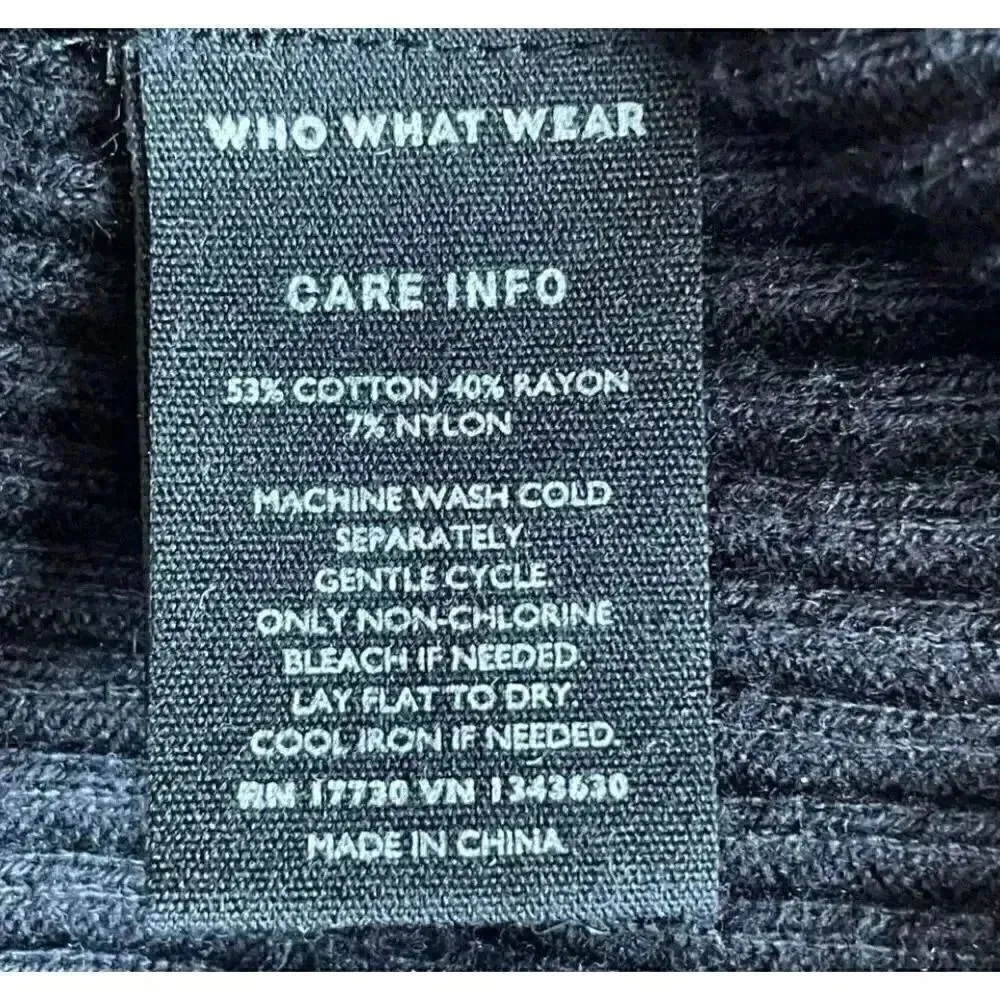 WHO WHAT WEAR
CARE INFO
53% COTTON 40% RAYON
7% NYLON
MACHINE WASH COLD
SEPARATELY.
GENTLE CYCLE.
ONLY NON-CHLORINE
BLEACH IF NEEDED.
LAY FLAT TO DRY.
COOL IRON IF NEEDED.
RN 17730 VN 1343630
MADE IN CHINA